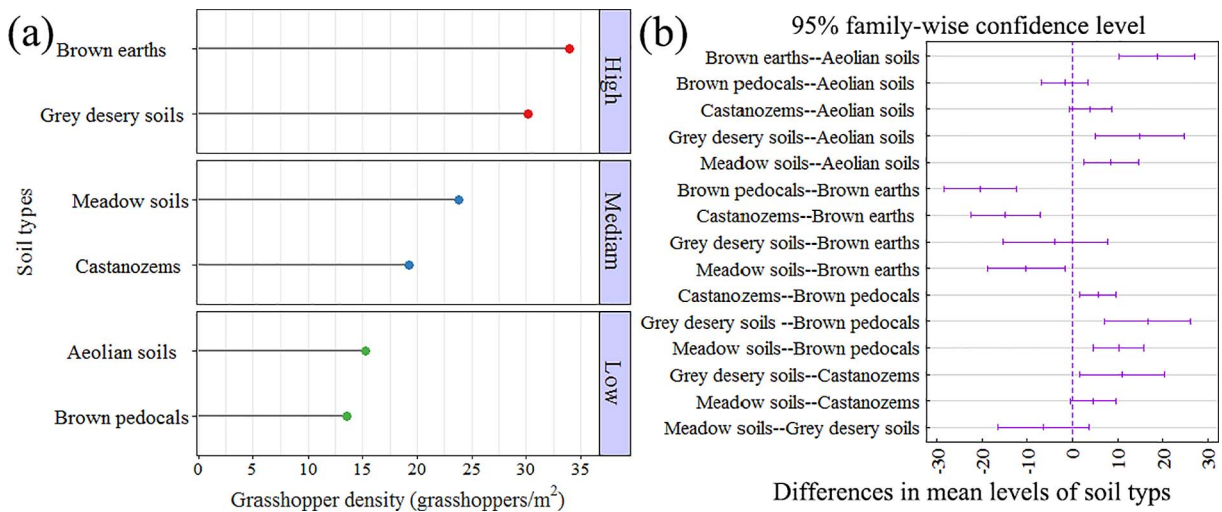 (a)
Soil types
Brown earths
Grey desery soils
High
Meadow soils
Castanozems
Mediam
Aeolian soils
Brown pedocals
Low
0 5 10 15 20 25 30 35
Grasshopper density (grasshoppers/m²)
(b)
95% family-wise confidence level
Brown earths--Aeolian soils
Brown pedocals--Aeolian soils
Castanozems--Aeolian soils
Grey desery soils--Aeolian soils
Meadow soils--Aeolian soils
Brown pedocals--Brown earths
Castanozems--Brown earths
Grey desery soils--Brown earths
Meadow soils--Brown earths
Castanozems--Brown pedocals
Grey desery soils --Brown pedocals
Meadow soils--Brown pedocals
Grey desery soils--Castanozems
Meadow soils--Castanozems
Meadow soils--Grey desery soils
-30 -20 -10 0 10 20 30
Differences in mean levels of soil typs